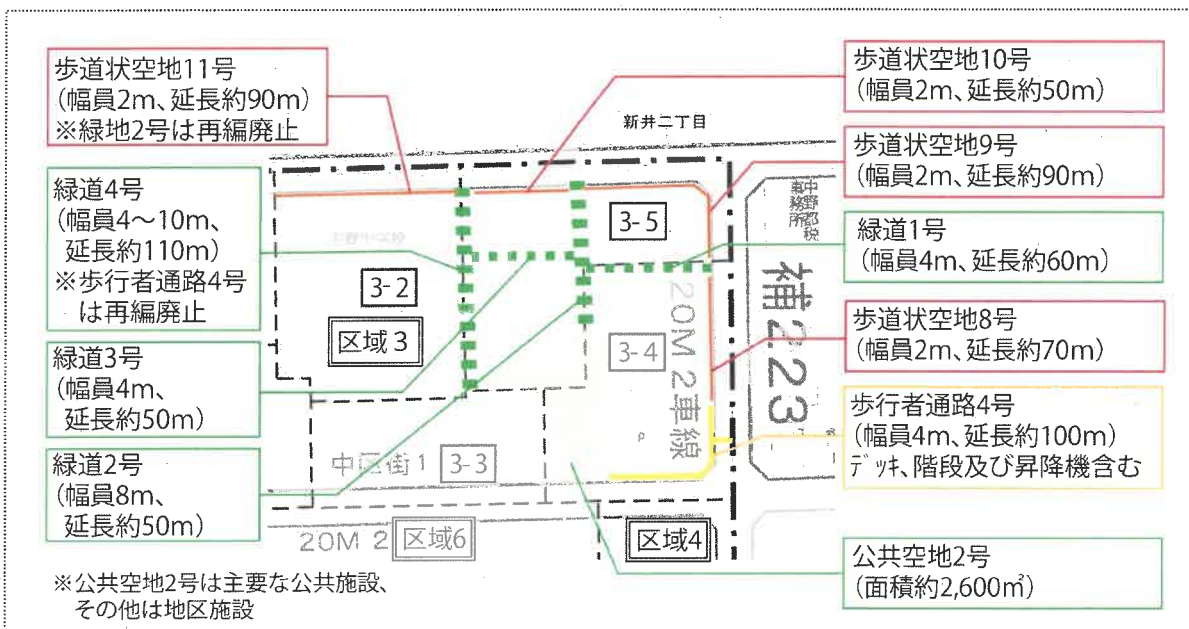 歩道状空地11号
(幅員2m、延長約90m)
※緑地2号は再編廃止
緑道4号
(幅員4～10m、
延長約110m)
※歩行者通路4号
は再編廃止
緑道3号
(幅員4m、
延長約50m)
緑道2号
(幅員8m、
延長約50m)
※公共空地2号は主要な公共施設、
その他は地区施設
新井二丁目
3-5
3-2
区域3
3-4
20M 2車線
中区街1
3-3
20M 2
区域6
区域4
中野都税
事務所
補223
歩道状空地10号
(幅員2m、延長約50m)
歩道状空地9号
(幅員2m、延長約90m)
緑道1号
(幅員4m、延長約60m)
歩道状空地8号
(幅員2m、延長約70m)
歩行者通路4号
(幅員4m、延長約100m)
デッキ、階段及び昇降機含む
公共空地2号
(面積約2,600㎡)